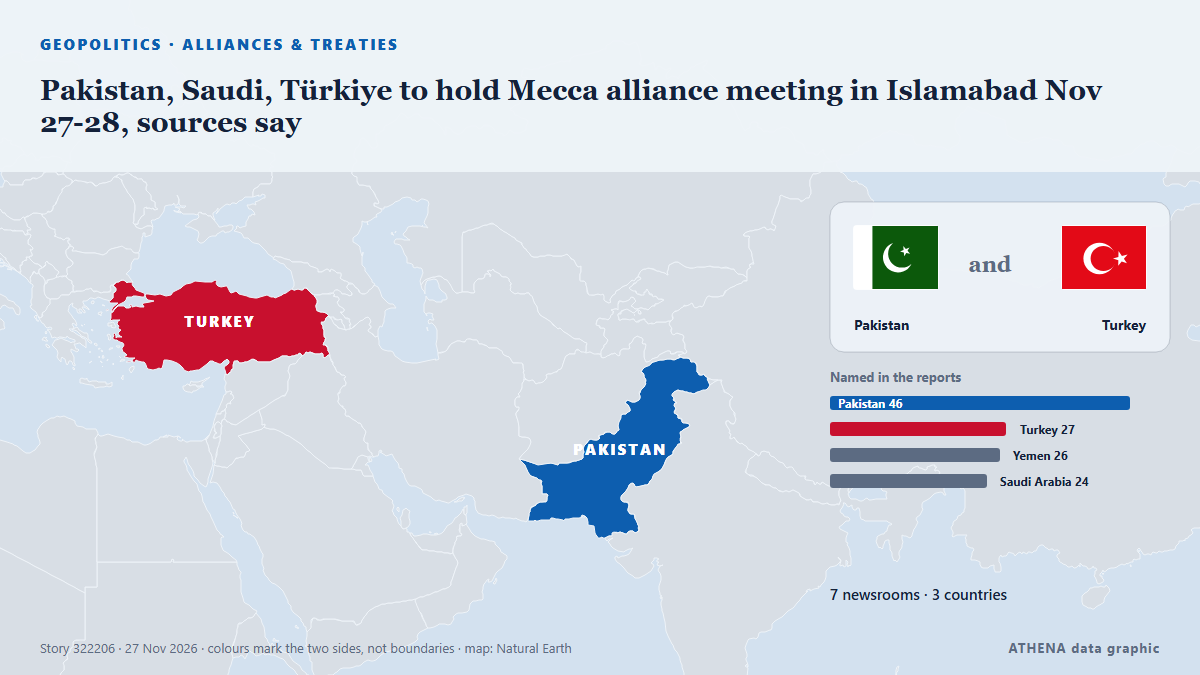 GEOPOLITICS · ALLIANCES & TREATIES
Pakistan, Saudi, Türkiye to hold Mecca alliance meeting in Islamabad Nov
27-28, sources say
and
Pakistan
Turkey
TURKEY
PAKISTAN
Named in the reports
Pakistan 46
Turkey 27
Yemen 26
Saudi Arabia 24
7 newsrooms · 3 countries
Story 322206 · 27 Nov 2026 · colours mark the two sides, not boundaries · map: Natural Earth
ATHENA data graphic